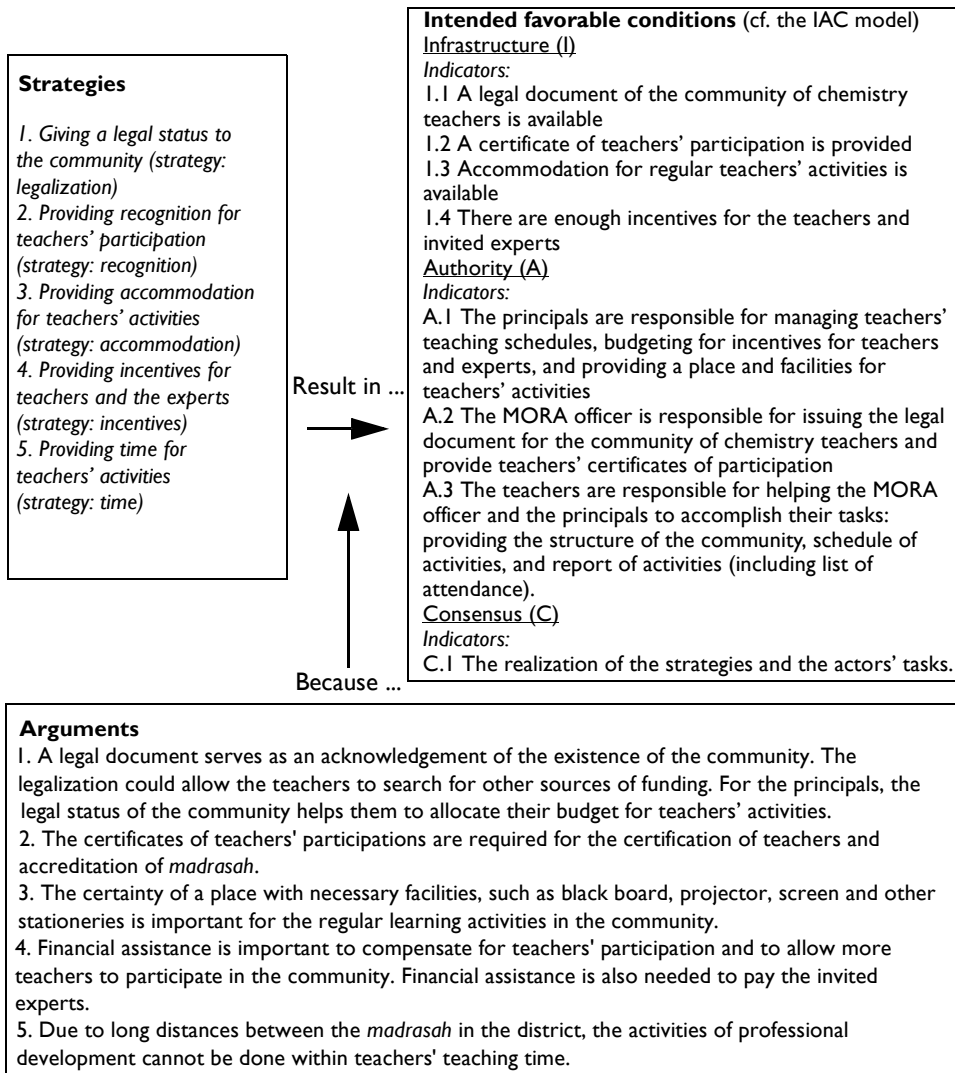 Strategies
1. Giving a legal status to
the community (strategy:
legalization)
2. Providing recognition for
teachers’ participation
(strategy: recognition)
3. Providing accommodation
for teachers’ activities
(strategy: accommodation)
4. Providing incentives for
teachers and the experts
(strategy: incentives)
5. Providing time for
teachers’ activities
(strategy: time)
Result in ...
Because ...
Intended favorable conditions (cf. the IAC model)
Infrastructure (I)
Indicators:
1.1 A legal document of the community of chemistry
teachers is available
1.2 A certificate of teachers’ participation is provided
1.3 Accommodation for regular teachers’ activities is
available
1.4 There are enough incentives for the teachers and
invited experts
Authority (A)
Indicators:
A.1 The principals are responsible for managing teachers’
teaching schedules, budgeting for incentives for teachers
and experts, and providing a place and facilities for
teachers’ activities
A.2 The MORA officer is responsible for issuing the legal
document for the community of chemistry teachers and
provide teachers’ certificates of participation
A.3 The teachers are responsible for helping the MORA
officer and the principals to accomplish their tasks:
providing the structure of the community, schedule of
activities, and report of activities (including list of
attendance).
Consensus (C)
Indicators:
C.1 The realization of the strategies and the actors’ tasks.
Arguments
1. A legal document serves as an acknowledgement of the existence of the community. The
legalization could allow the teachers to search for other sources of funding. For the principals, the
legal status of the community helps them to allocate their budget for teachers’ activities.
2. The certificates of teachers' participations are required for the certification of teachers and
accreditation of madrasah.
3. The certainty of a place with necessary facilities, such as black board, projector, screen and other
stationeries is important for the regular learning activities in the community.
4. Financial assistance is important to compensate for teachers' participation and to allow more
teachers to participate in the community. Financial assistance is also needed to pay the invited
experts.
5. Due to long distances between the madrasah in the district, the activities of professional
development cannot be done within teachers' teaching time.